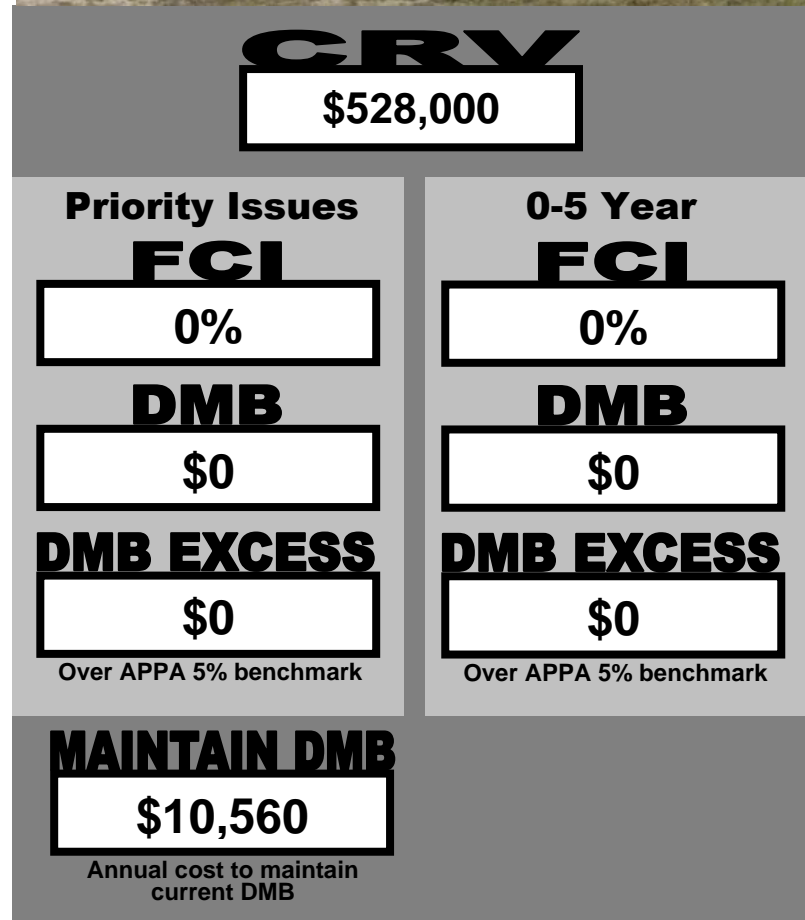 CRV
$528,000
Priority Issues
FCI
0%
DMB
$0
DMB EXCESS
$0
Over APPA 5% benchmark
0-5 Year
FCI
0%
DMB
$0
DMB EXCESS
$0
Over APPA 5% benchmark
MAINTAIN DMB
$10,560
Annual cost to maintain
current DMB